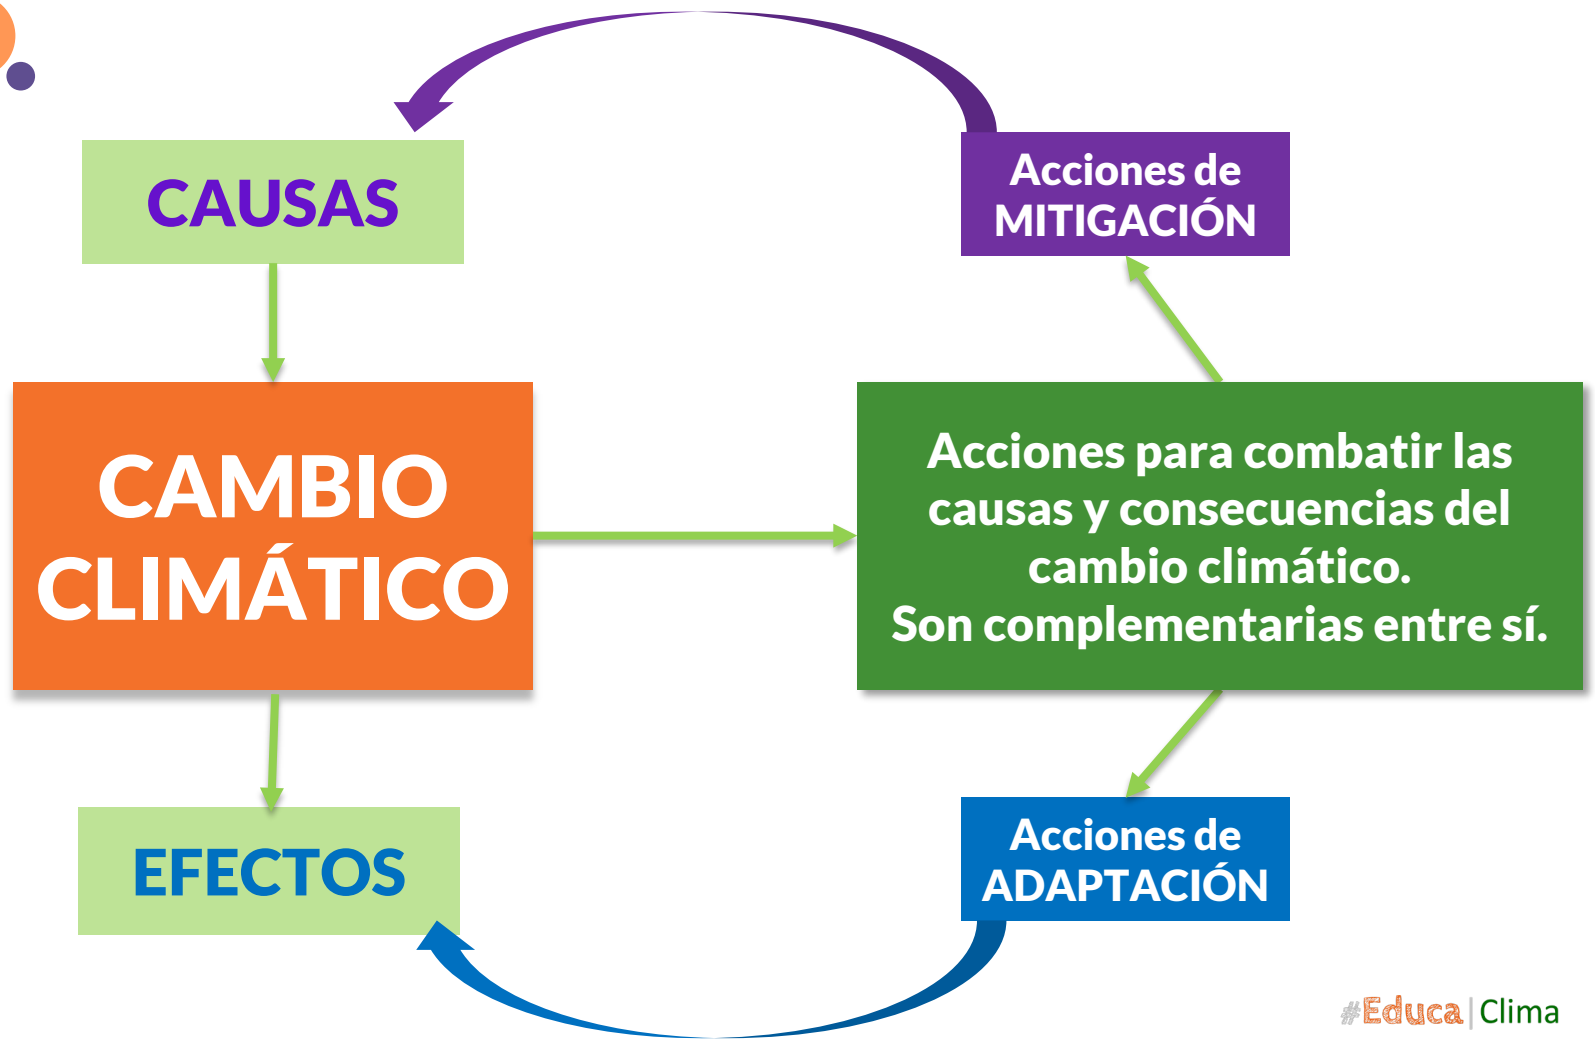 CAUSAS
Acciones de
MITIGACIÓN
CAMBIO
CLIMÁTICO
Acciones para combatir las
causas y consecuencias del
cambio climático.
Son complementarias entre sí.
EFECTOS
Acciones de
ADAPTACIÓN
#Educa|Clima